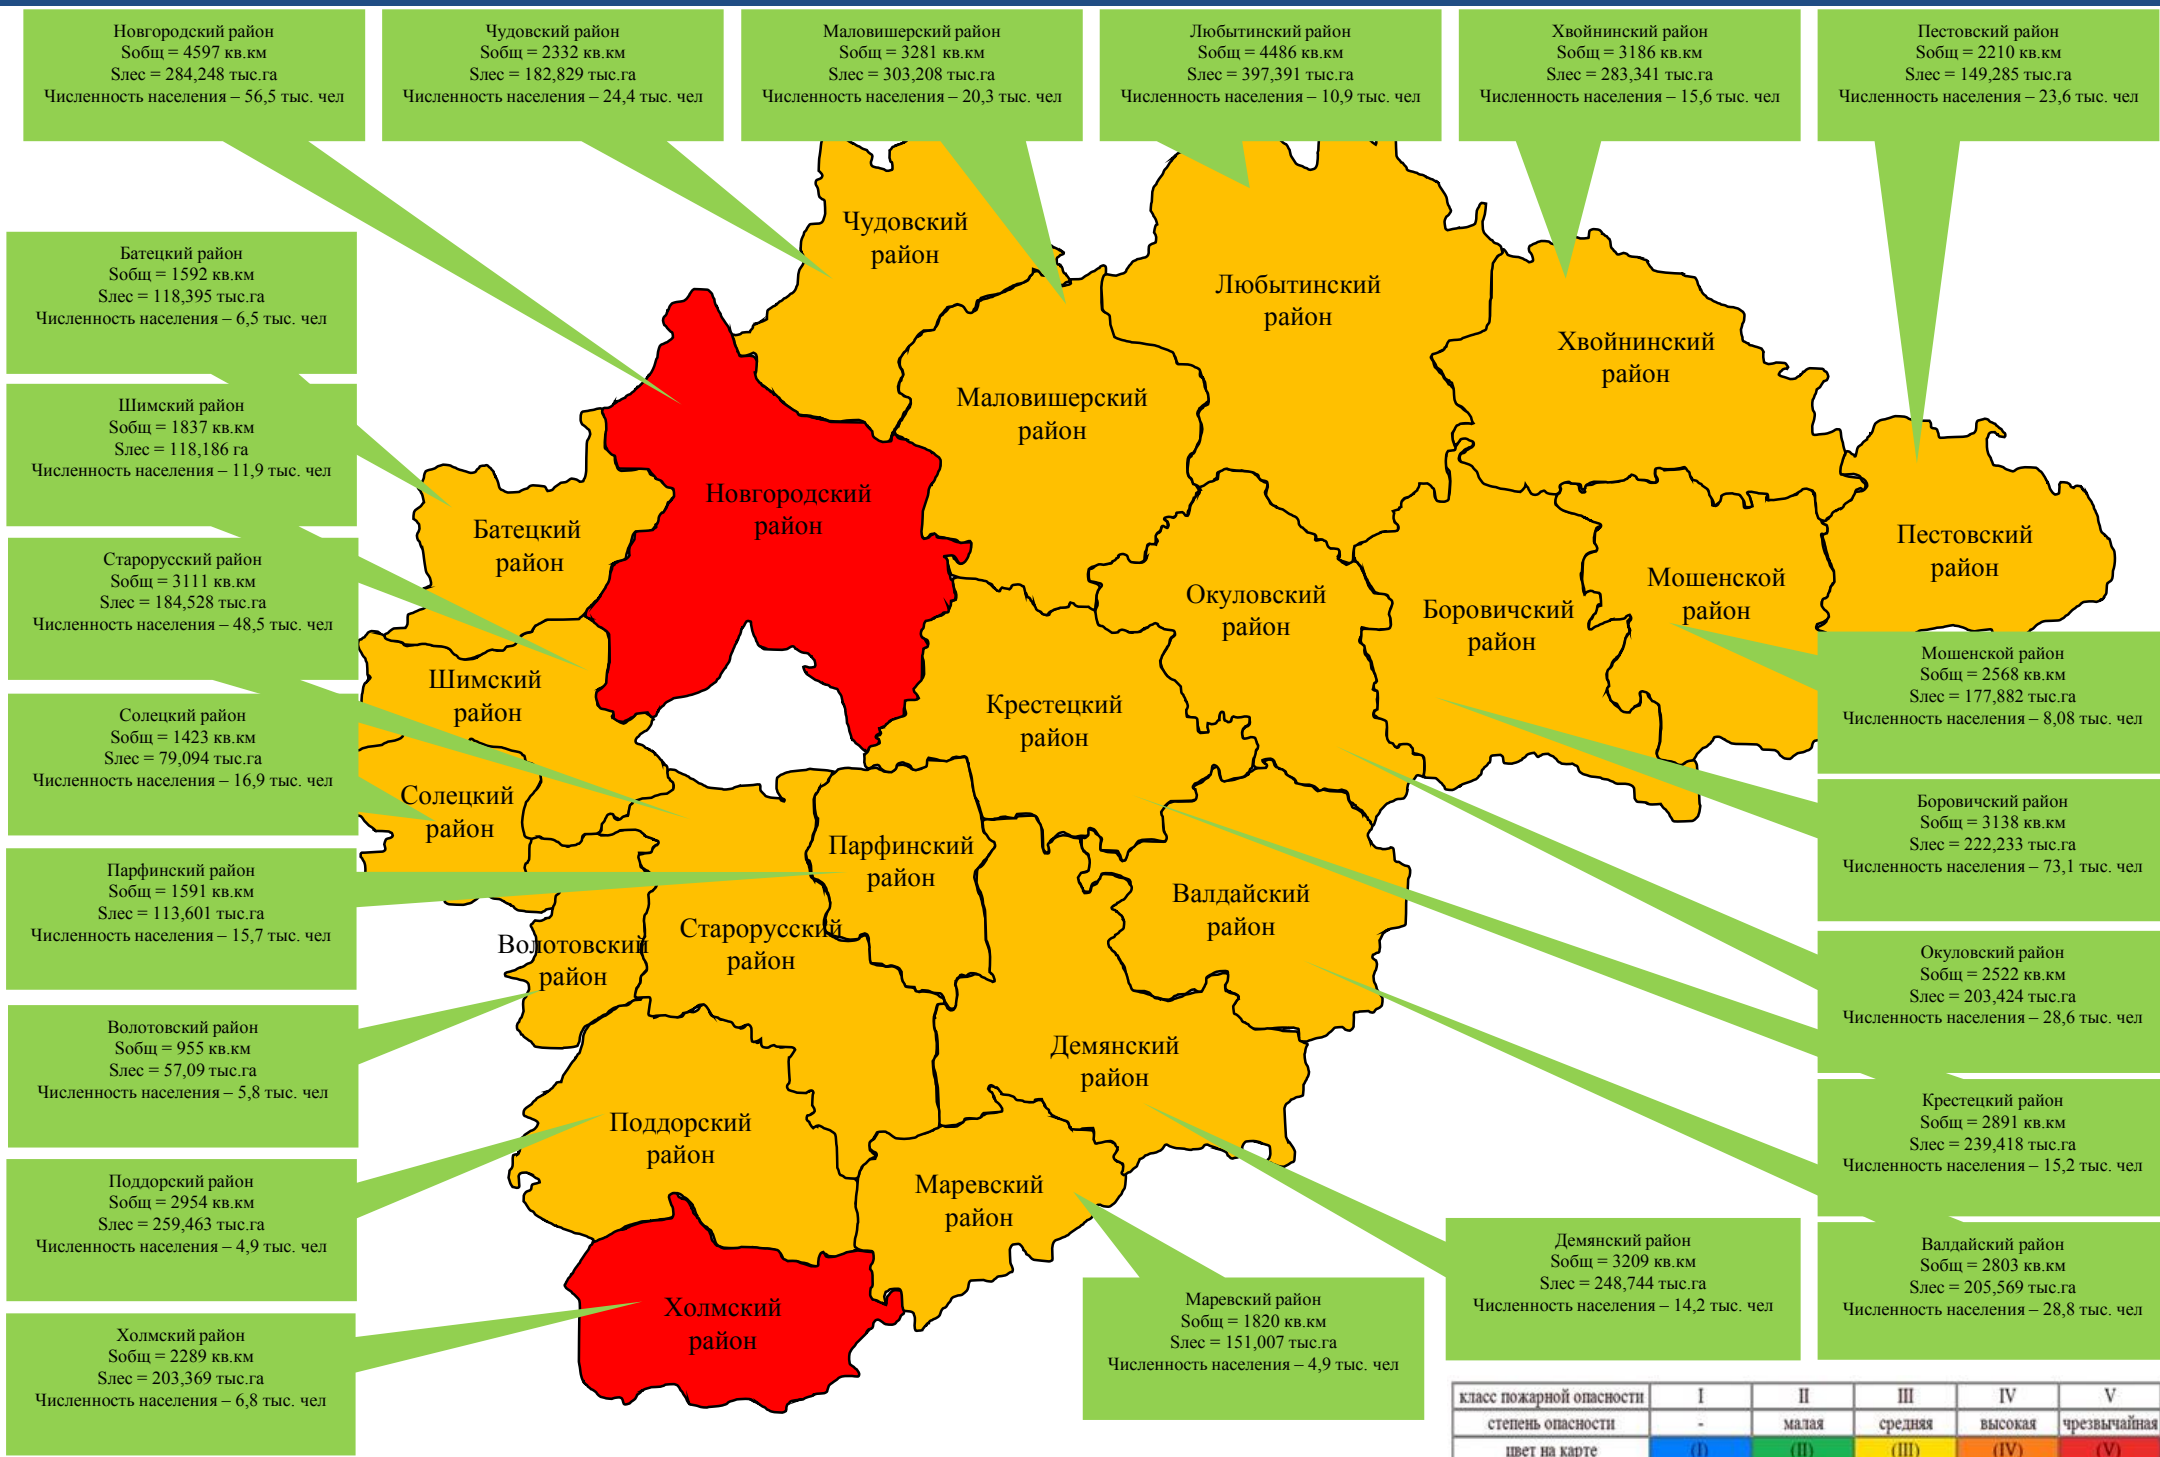 Новгородский район
Sобщ = 4597 кв.км
Sлес = 284,248 тыс.га
Численность населения – 56,5 тыс. чел
Чудовский район
Sобщ = 2332 кв.км
Sлес = 182,829 тыс.га
Численность населения – 24,4 тыс. чел
Маловишерский район
Sобщ = 3281 кв.км
Sлес = 303,208 тыс.га
Численность населения – 20,3 тыс. чел
Любытинский район
Sобщ = 4486 кв.км
Sлес = 397,391 тыс.га
Численность населения – 10,9 тыс. чел
Хвойнинский район
Sобщ = 3186 кв.км
Sлес = 283,341 тыс.га
Численность населения – 15,6 тыс. чел
Пестовский район
Sобщ = 2210 кв.км
Sлес = 149,285 тыс.га
Численность населения – 23,6 тыс. чел
Батецкий район
Sобщ = 1592 кв.км
Sлес = 118,395 тыс.га
Численность населения – 6,5 тыс. чел
Шимский район
Sобщ = 1837 кв.км
Sлес = 118,186 га
Численность населения – 11,9 тыс. чел
Старорусский район
Sобщ = 3111 кв.км
Sлес = 184,528 тыс.га
Численность населения – 48,5 тыс. чел
Солецкий район
Sобщ = 1423 кв.км
Sлес = 79,094 тыс.га
Численность населения – 16,9 тыс. чел
Парфинский район
Sобщ = 1591 кв.км
Sлес = 113,601 тыс.га
Численность населения – 15,7 тыс. чел
Волотовский район
Sобщ = 955 кв.км
Sлес = 57,09 тыс.га
Численность населения – 5,8 тыс. чел
Поддорский район
Sобщ = 2954 кв.км
Sлес = 259,463 тыс.га
Численность населения – 4,9 тыс. чел
Холмский район
Sобщ = 2289 кв.км
Sлес = 203,369 тыс.га
Численность населения – 6,8 тыс. чел
Чудовский
район
Любытинский
район
Хвойнинский
район
Маловишерский
район
Новгородский
район
Батецкий
район
Пестовский
район
Мошенской
район
Окуловский
район
Боровичский
район
Шимский
район
Крестецкий
район
Солецкий
район
Парфинский
район
Валдайский
район
Старорусский
район
Волотовский
район
Демянский
район
Поддорский
район
Маревский
район
Холмский
район
Мошенской район
Sобщ = 2568 кв.км
Sлес = 177,882 тыс.га
Численность населения – 8,08 тыс. чел
Боровичский район
Sобщ = 3138 кв.км
Sлес = 222,233 тыс.га
Численность населения – 73,1 тыс. чел
Окуловский район
Sобщ = 2522 кв.км
Sлес = 203,424 тыс.га
Численность населения – 28,6 тыс. чел
Крестецкий район
Sобщ = 2891 кв.км
Sлес = 239,418 тыс.га
Численность населения – 15,2 тыс. чел
Валдайский район
Sобщ = 2803 кв.км
Sлес = 205,569 тыс.га
Численность населения – 28,8 тыс. чел
Демянский район
Sобщ = 3209 кв.км
Sлес = 248,744 тыс.га
Численность населения – 14,2 тыс. чел
Маревский район
Sобщ = 1820 кв.км
Sлес = 151,007 тыс.га
Численность населения – 4,9 тыс. чел
класс пожарной опасности I II III IV V
степень опасности - малая средняя высокая чрезвычайная
цвет на карте (I) (II) (III) (IV) (V)